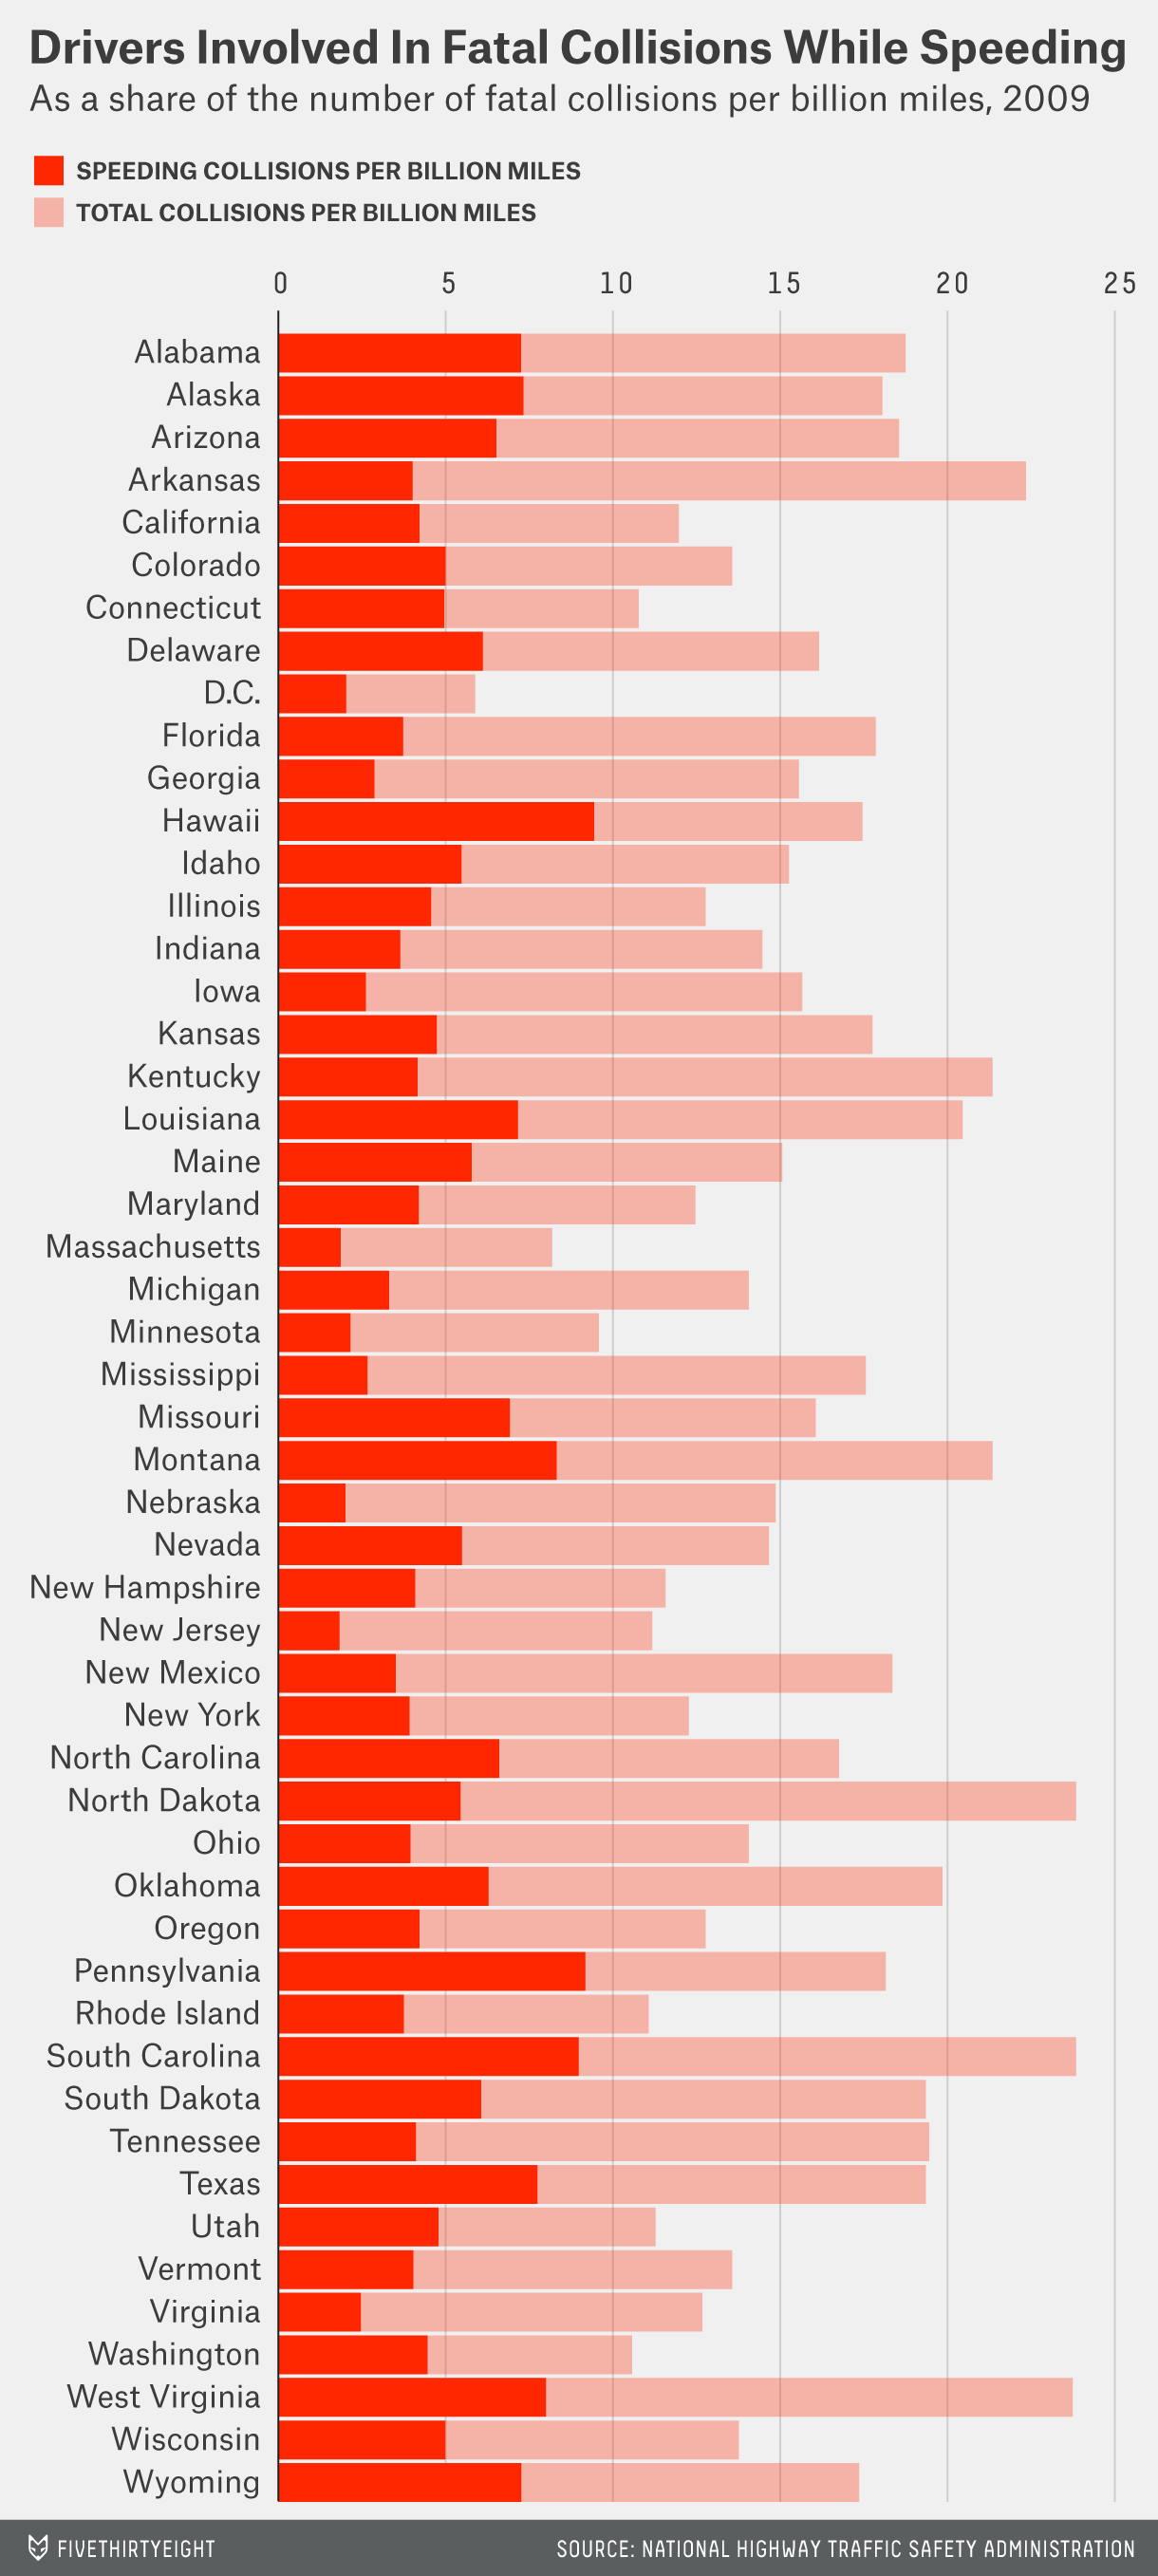 Drivers Involved In Fatal Collisions While Speeding
As a share of the number of fatal collisions per billion miles, 2009
SPEEDING COLLISIONS PER BILLION MILES
TOTAL COLLISIONS PER BILLION MILES
0 5 10 15 20 25
Alabama
Alaska
Arizona
Arkansas
California
Colorado
Connecticut
Delaware
D.C.
Florida
Georgia
Hawaii
Idaho
Illinois
Indiana
Iowa
Kansas
Kentucky
Louisiana
Maine
Maryland
Massachusetts
Michigan
Minnesota
Mississippi
Missouri
Montana
Nebraska
Nevada
New Hampshire
New Jersey
New Mexico
New York
North Carolina
North Dakota
Ohio
Oklahoma
Oregon
Pennsylvania
Rhode Island
South Carolina
South Dakota
Tennessee
Texas
Utah
Vermont
Virginia
Washington
West Virginia
Wisconsin
Wyoming
FIVETHIRTYEIGHT SOURCE: NATIONAL HIGHWAY TRAFFIC SAFETY ADMINISTRATION